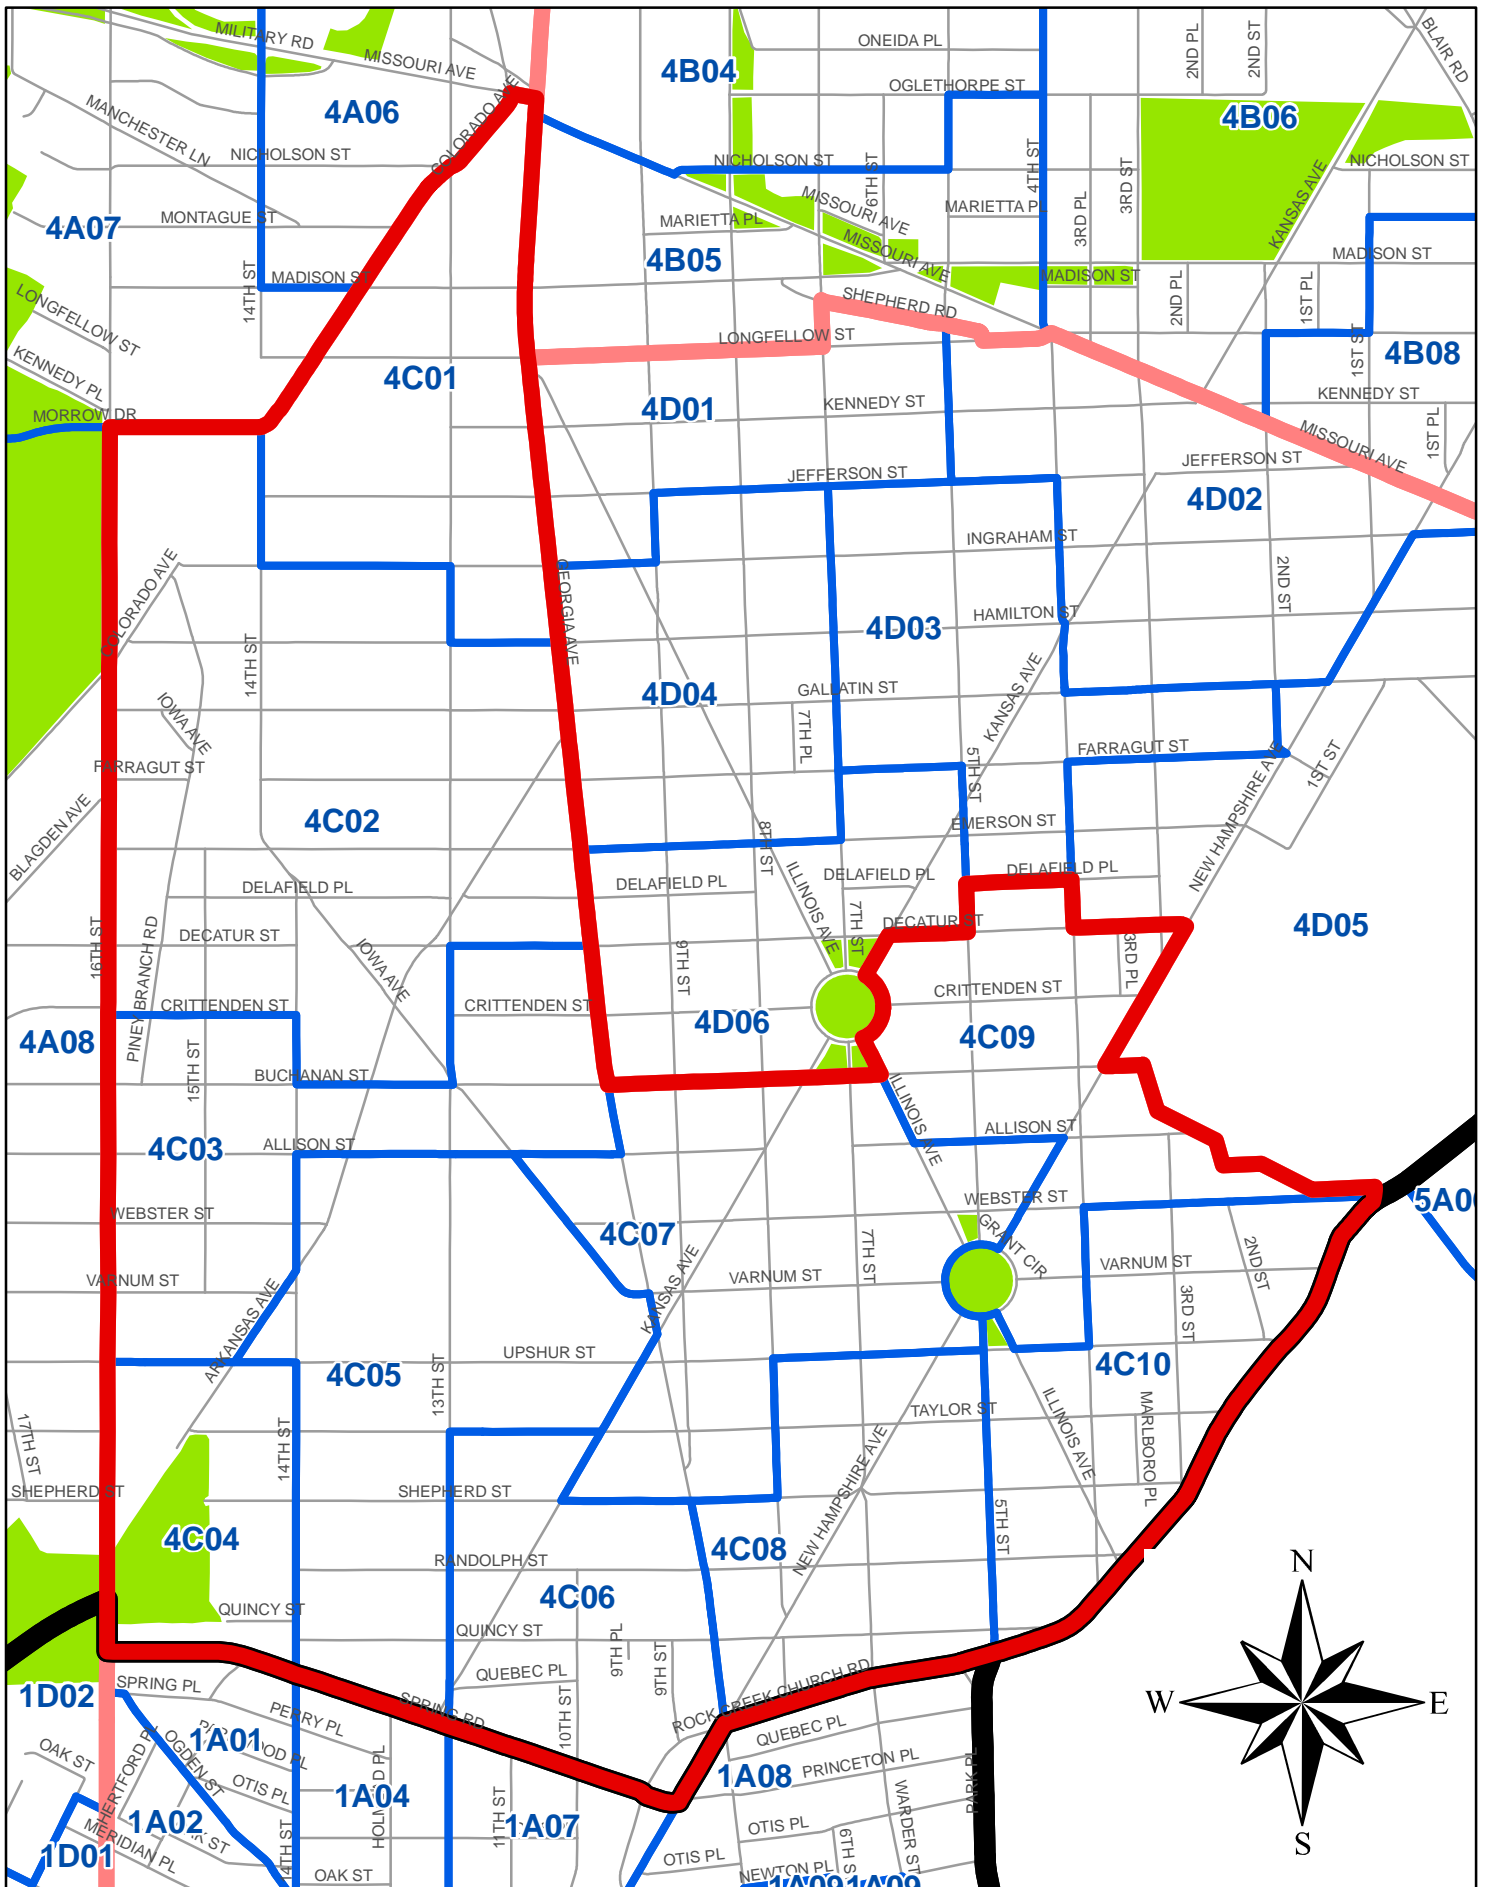 MILITARY RD
MISSOURI AVE
4B04
ONEIDA PL
2ND PL
2ND ST
BLAIR RD
OGLETHORPE ST
4A06
MANCHESTER LN
COLORADO AVE
4B06
NICHOLSON ST
NICHOLSON ST
6TH ST
4TH ST
3RD ST
NICHOLSON ST
4A07
MONTAGUE ST
MARIETTA PL
MISSOURI AVE
MARIETTA PL
3RD PL
KANSAS AVE
4B05
MISSOURI AVE
MADISON ST
MADISON ST
14TH ST
MADISON ST
LONGFELLOW ST
SHEPHERD RD
2ND PL
1ST PL
LONGFELLOW ST
1ST ST
4B08
KENNEDY PL
4C01
4D01
KENNEDY ST
KENNEDY ST
MORROW DR
MISSOURI AVE
1ST PL
JEFFERSON ST
JEFFERSON ST
4D02
INGRAHAM ST
COLORADO AVE
GEORGIA AVE
2ND ST
HAMILTON ST
4D03
14TH ST
4D04
GALLATIN ST
KANSAS AVE
IOWA AVE
7TH PL
FARRAGUT ST
FARRAGUT ST
5TH ST
1ST ST
NEW HAMPSHIRE AVE
4C02
EMERSON ST
BLAGDEN AVE
8TH ST
DELAFIELD PL
DELAFIELD PL
ILLINOIS AVE
DELAFIELD PL
DELAFIELD PL
16TH ST
PINEY BRANCH RD
DECATUR ST
IOWA AVE
9TH ST
7TH ST
DECATUR ST
3RD PL
4D05
CRITTENDEN ST
CRITTENDEN ST
CRITTENDEN ST
4A08
4D06
4C09
15TH ST
BUCHANAN ST
ILLINOIS AVE
4C03
ALLISON ST
ALLISON ST
WEBSTER ST
WEBSTER ST
5A0
4C07
GRANT CIR
VARNUM ST
KANSAS AVE
VARNUM ST
7TH ST
VARNUM ST
2ND ST
ARKANSAS AVE
3RD ST
UPSHUR ST
4C05
13TH ST
4C10
17TH ST
14TH ST
TAYLOR ST
ILLINOIS AVE
MARLBORO PL
SHEPHERD ST
SHEPHERD ST
NEW HAMPSHIRE AVE
5TH ST
4C04
4C08
RANDOLPH ST
4C06
QUINCY ST
QUINCY ST
9TH PL
9TH ST
N
1D02
SPRING PL
QUEBEC PL
ROCK CREEK CHURCH RD
W
E
PERRY PL
SPRING RD
10TH ST
QUEBEC PL
1A01
OGDEN ST
OAK ST
HERTFORD PL
OTIS PL
1A04
1A08
PRINCETON PL
PARK PL
WARDER ST
1A02
11TH ST
1A07
OTIS PL
S
MERIDIAN PL
1D01
14TH ST
OAK ST
OTIS PL
NEWTON PL
6TH S
1A09
1A09